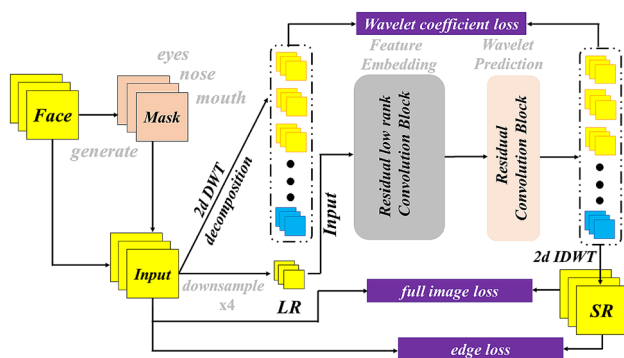 Wavelet coefficient loss
eyes
nose
mouth
Feature
Embedding
Wavelet
Prediction
Face
Mask
generate
2d DWT
decomposition
Input
Residual low rank
Convolution Block
Residual
Convolution Block
Input
downsample
x4
LR
2d IDWT
full image loss
SR
edge loss